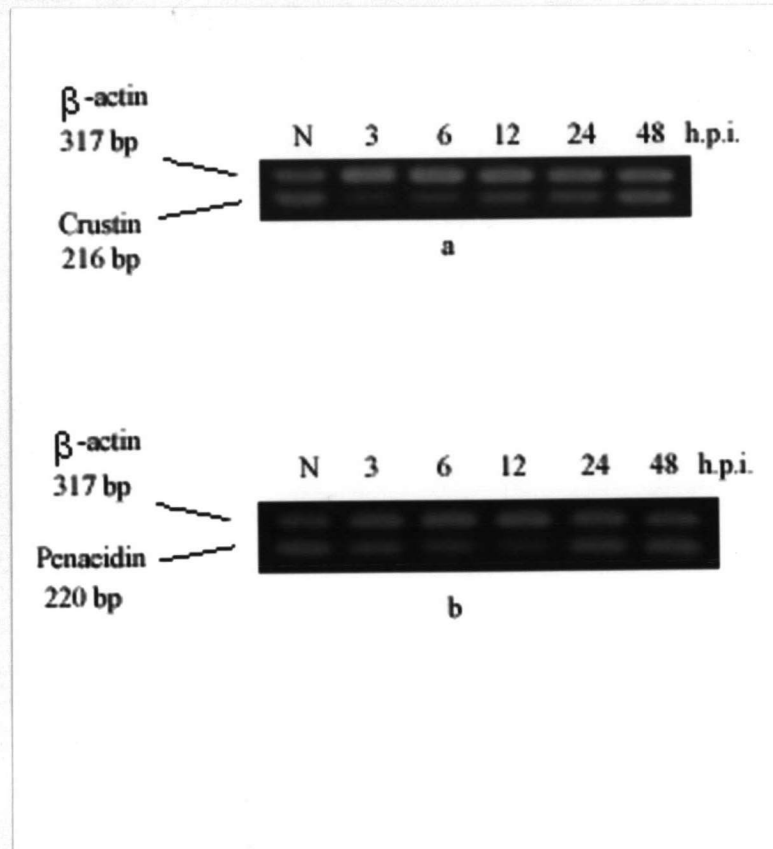 β-actin
317 bp
N 3 6 12 24 48 h.p.i.
Crustin
216 bp
a
β-actin
317 bp
N 3 6 12 24 48 h.p.i.
Penaeidin
220 bp
b